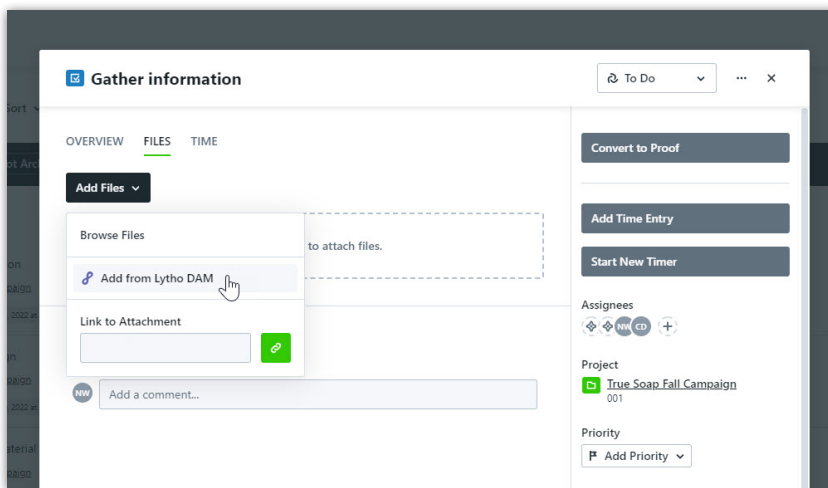 Gather information
To Do
Sort
OVERVIEW FILES TIME
Add Files
Browse Files
to attach files.
Add from Lytho DAM
Link to Attachment
NW
Add a comment...
Convert to Proof
Add Time Entry
Start New Timer
Assignees
NW CD
Project
True Soap Fall Campaign
001
Priority
Add Priority